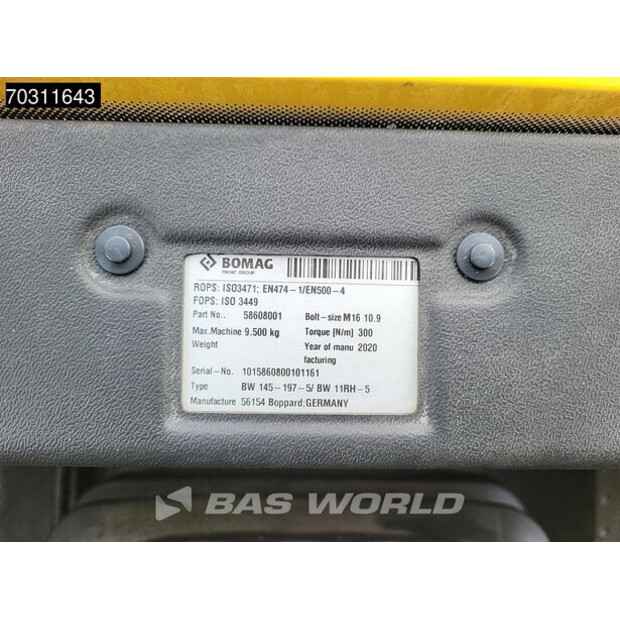 70311643
BOMAG
FAYAT GROUP
ROPS: ISO3471; EN474-1/EN500-4
FOPS: ISO 3449
Part No.. 58608001 Bolt-size M16 10.9
Max.Machine 9.500 kg Torque [N/m] 300
Weight Year of manu 2020
facturing
Serial-No. 1015860800101161
Type BW 145-197-5/ BW 11RH-5
Manufacture 56154 Boppard;GERMANY
BAS WORLD